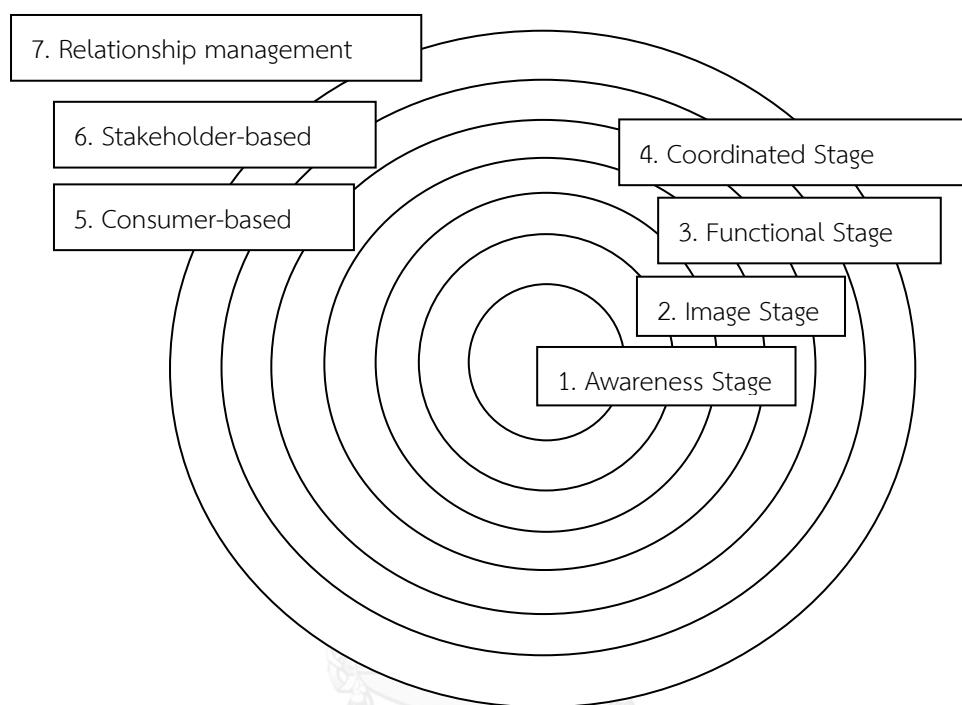 7. Relationship management
6. Stakeholder-based
4. Coordinated Stage
5. Consumer-based
3. Functional Stage
2. Image Stage
1. Awareness Stage